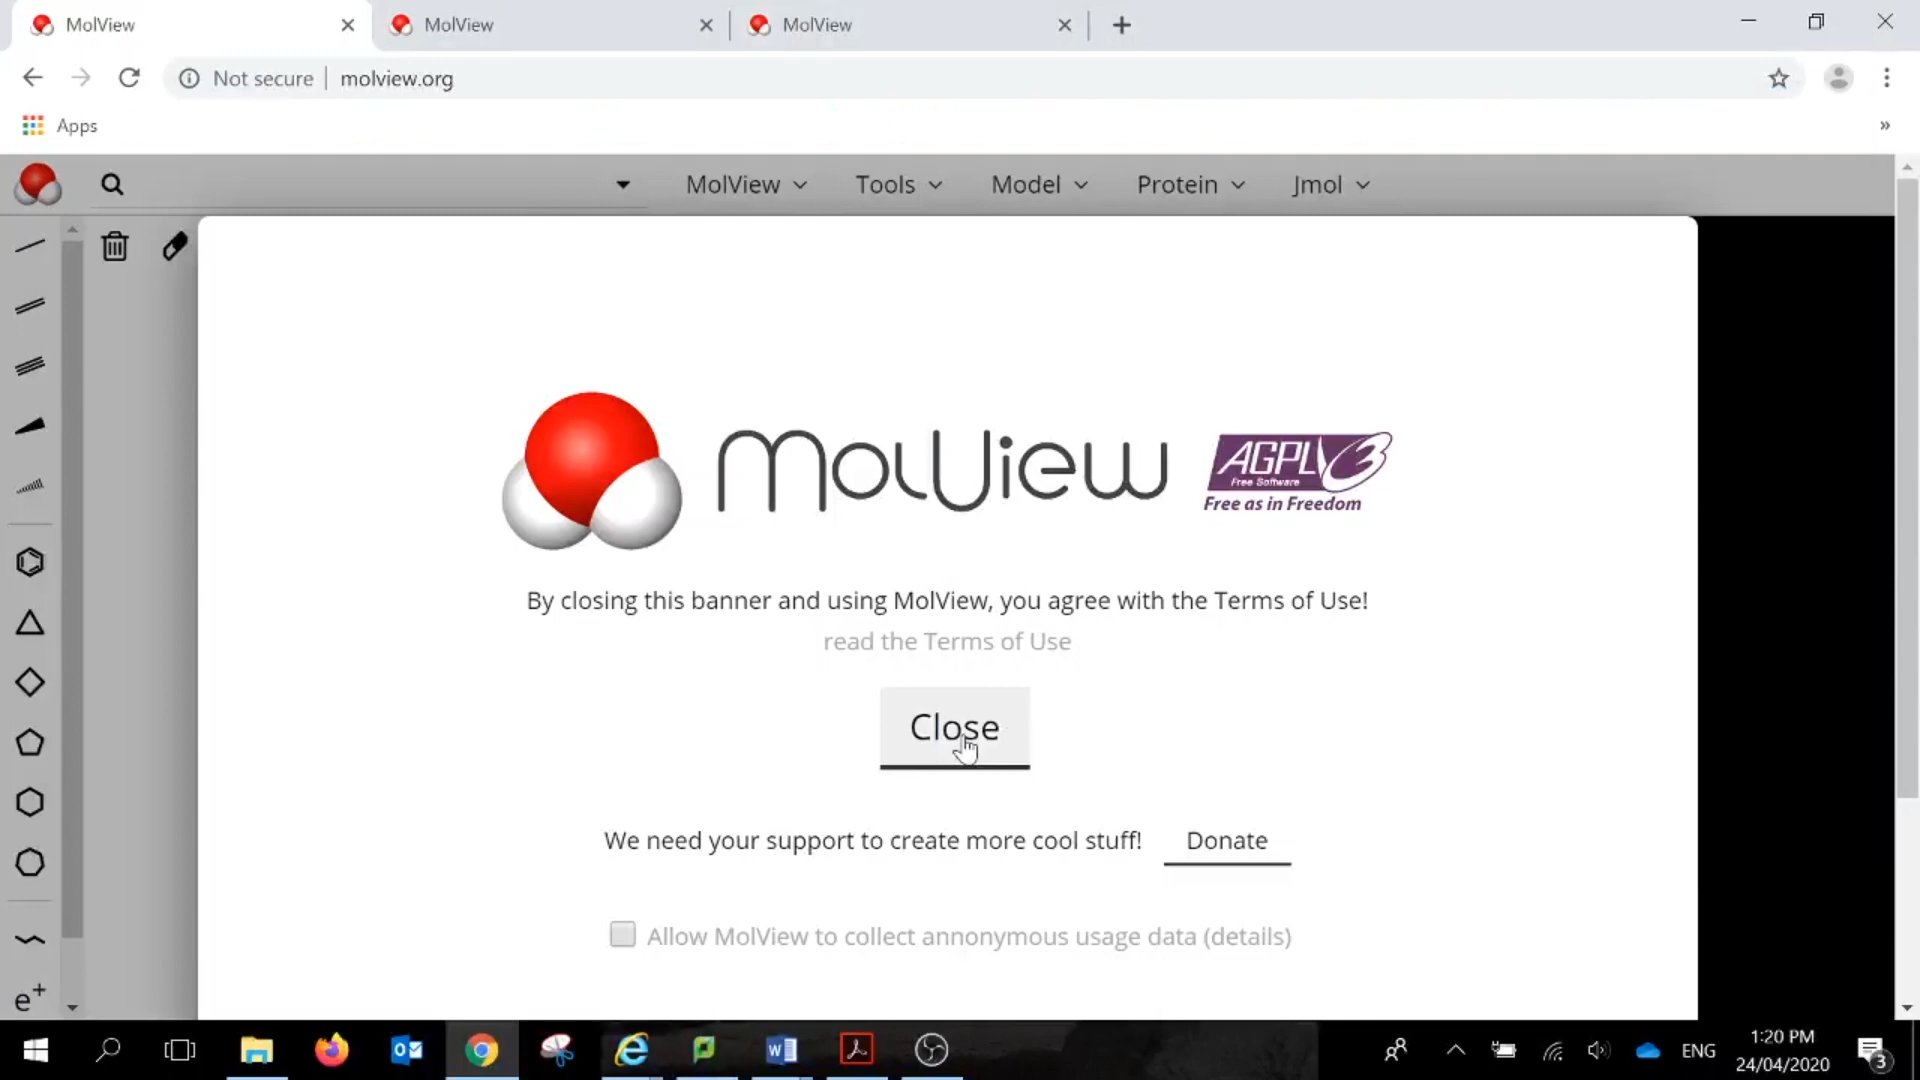 MolView
MolView
MolView
Not secure
molview.org
Apps
»
MolView
Tools
Model
Protein
Jmol
MolView
AGPL v3
Free Software
Free as in Freedom
By closing this banner and using MolView, you agree with the Terms of Use!
read the Terms of Use
Close
We need your support to create more cool stuff!
Donate
Allow MolView to collect annonymous usage data (details)
e+
ENG
1:20 PM
24/04/2020
3